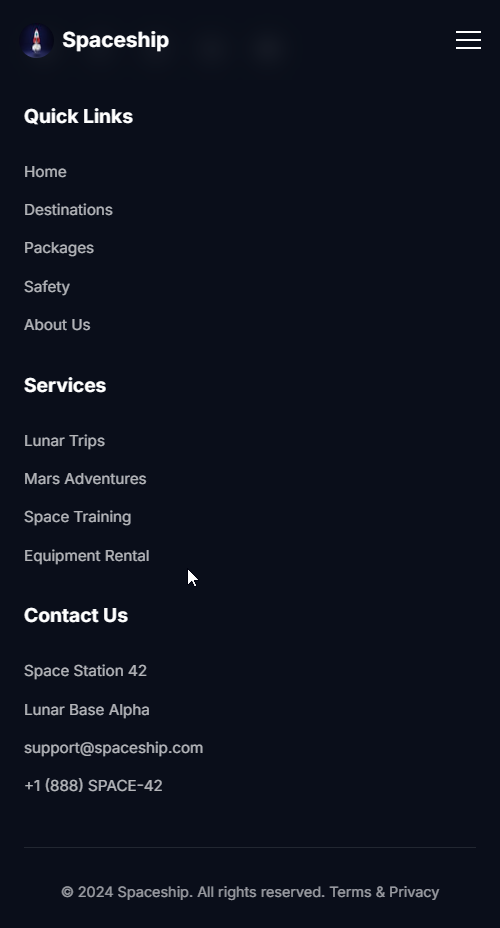 Spaceship
Quick Links
Home
Destinations
Packages
Safety
About Us
Services
Lunar Trips
Mars Adventures
Space Training
Equipment Rental
Contact Us
Space Station 42
Lunar Base Alpha
support@spaceship.com
+1 (888) SPACE-42
© 2024 Spaceship. All rights reserved. Terms & Privacy